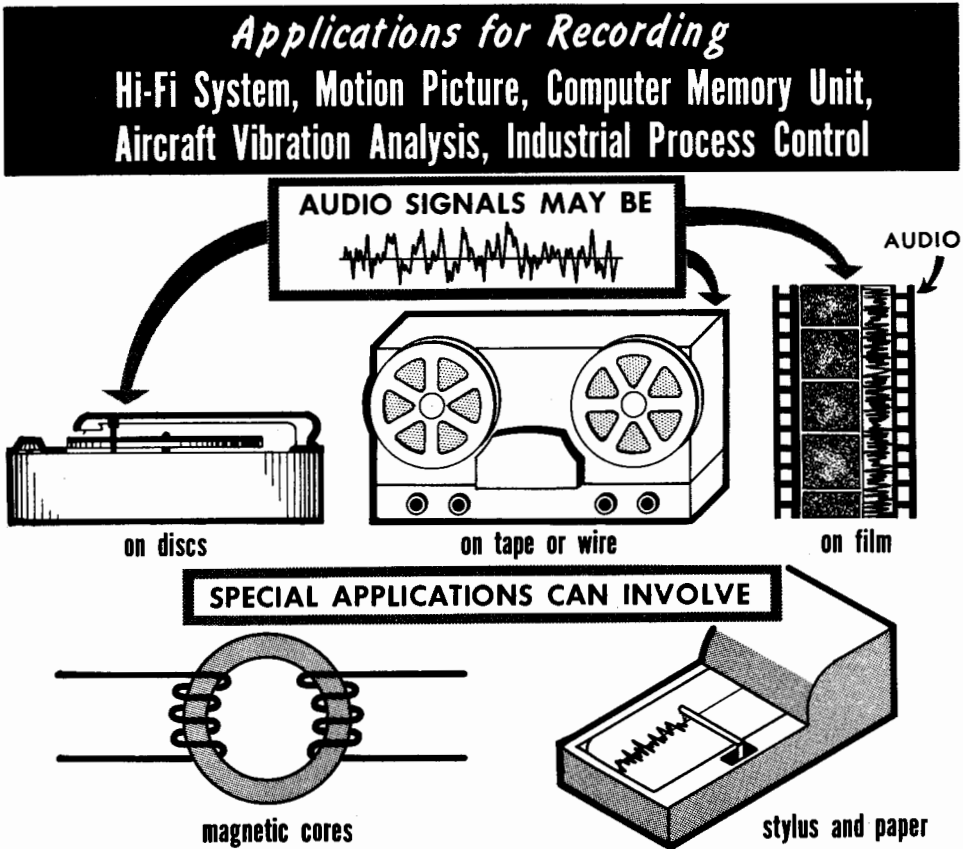 Applications for Recording
Hi-Fi System, Motion Picture, Computer Memory Unit,
Aircraft Vibration Analysis, Industrial Process Control
AUDIO SIGNALS MAY BE
AUDIO
on discs
on tape or wire
on film
SPECIAL APPLICATIONS CAN INVOLVE
magnetic cores
stylus and paper